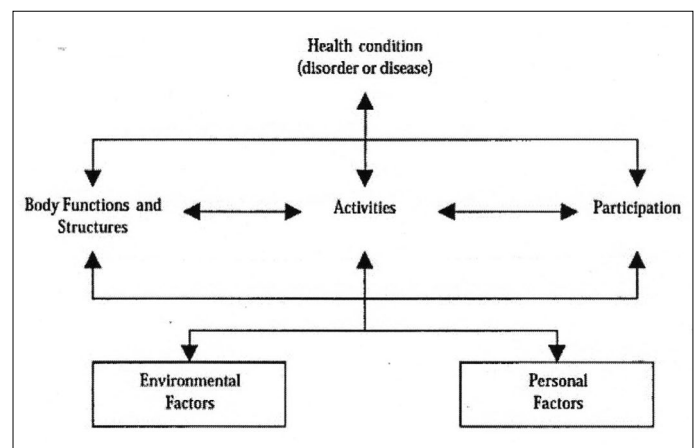 Health condition
(disorder or disease)
Body Functions and
Structures
Activities
Participation
Environmental
Factors
Personal
Factors